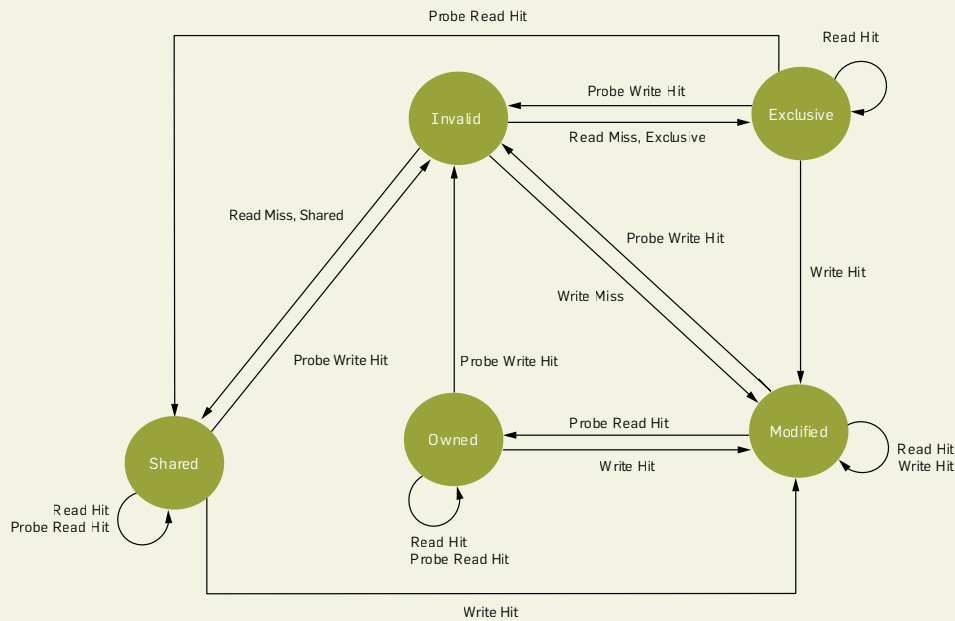 Probe Read Hit
Read Hit
Invalid
Probe Write Hit
Exclusive
Read Miss, Exclusive
Read Miss, Shared
Probe Write Hit
Write Hit
Write Miss
Probe Write Hit
Probe Write Hit
Shared
Owned
Probe Read Hit
Modified
Write Hit
Read Hit
Write Hit
Read Hit
Probe Read Hit
Read Hit
Probe Read Hit
Write Hit